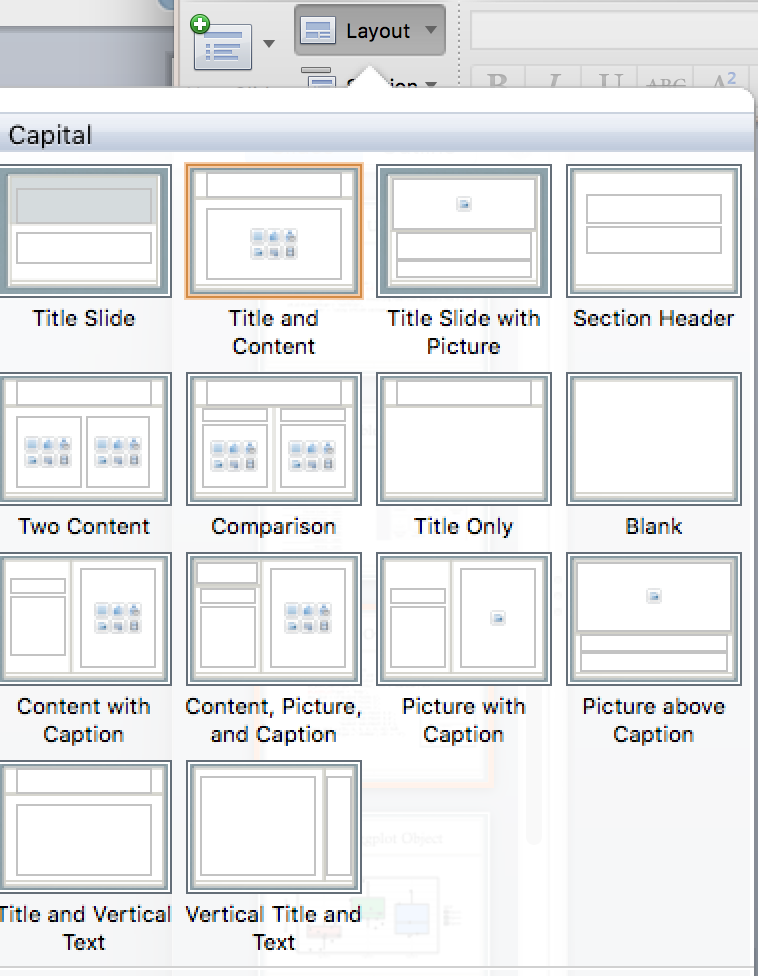 Layout
B I U ABC A2
Capital
Title Slide
Title and
Content
Title Slide with
Picture
Section Header
Two Content
Comparison
Title Only
Blank
Content with
Caption
Content, Picture,
and Caption
Picture with
Caption
Picture above
Caption
Title and Vertical
Text
Vertical Title and
Text